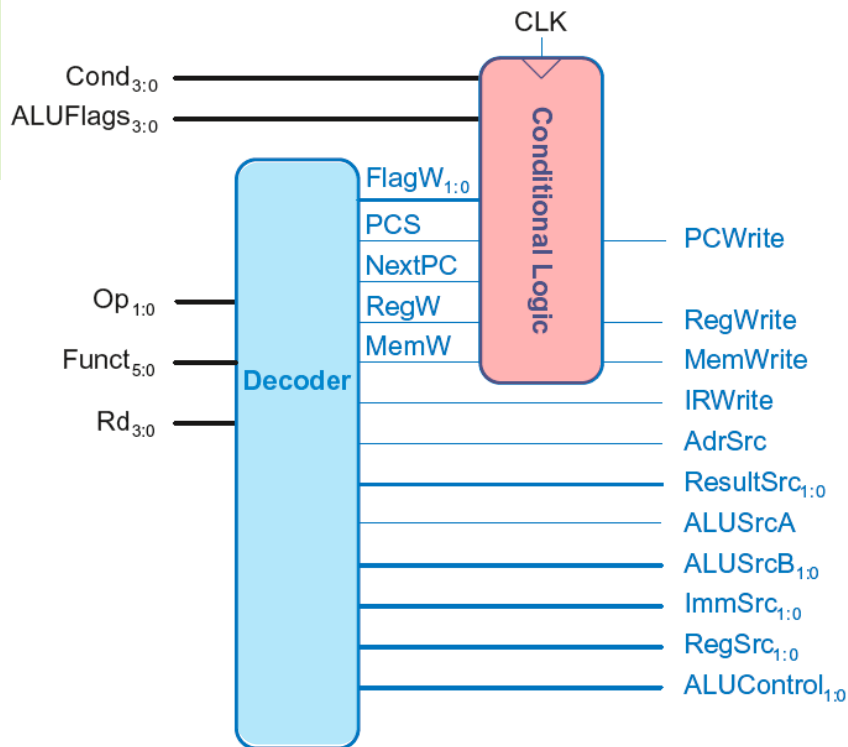 CLK
Cond3:0
ALUFlags3:0
Conditional Logic
FlagW1:0
PCS
PCWrite
NextPC
Op1:0
RegW
RegWrite
Funct5:0
MemW
MemWrite
Decoder
IRWrite
Rd3:0
AdrSrc
ResultSrc1:0
ALUSrcA
ALUSrcB1:0
ImmSrc1:0
RegSrc1:0
ALUControl1:0